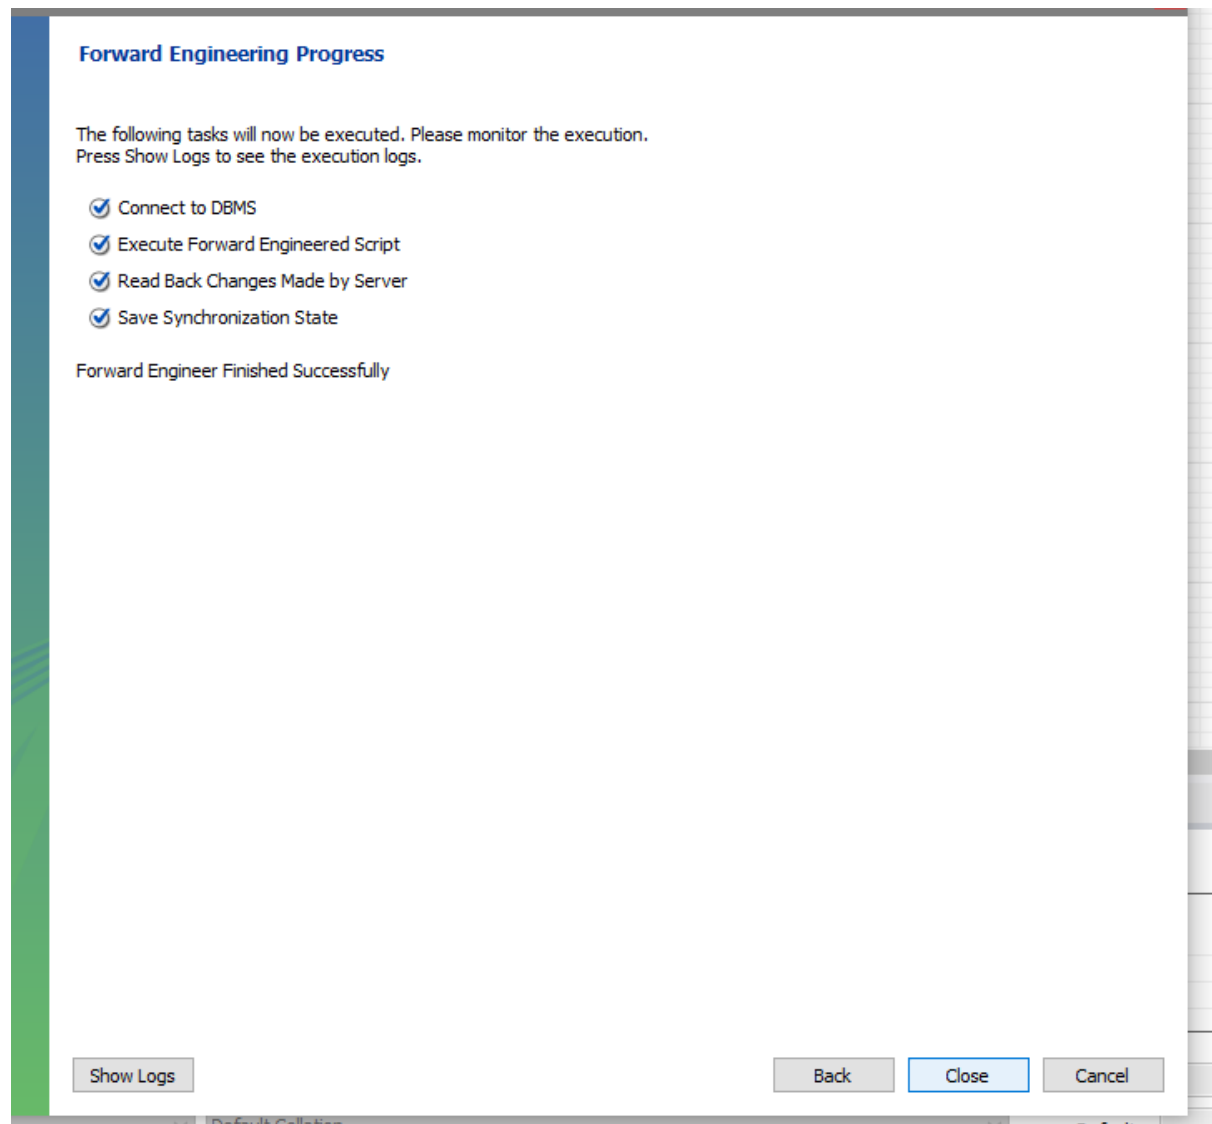 Forward Engineering Progress
The following tasks will now be executed. Please monitor the execution.
Press Show Logs to see the execution logs.
Connect to DBMS
Execute Forward Engineered Script
Read Back Changes Made by Server
Save Synchronization State
Forward Engineer Finished Successfully
Show Logs
Back
Close
Cancel
Default Collation